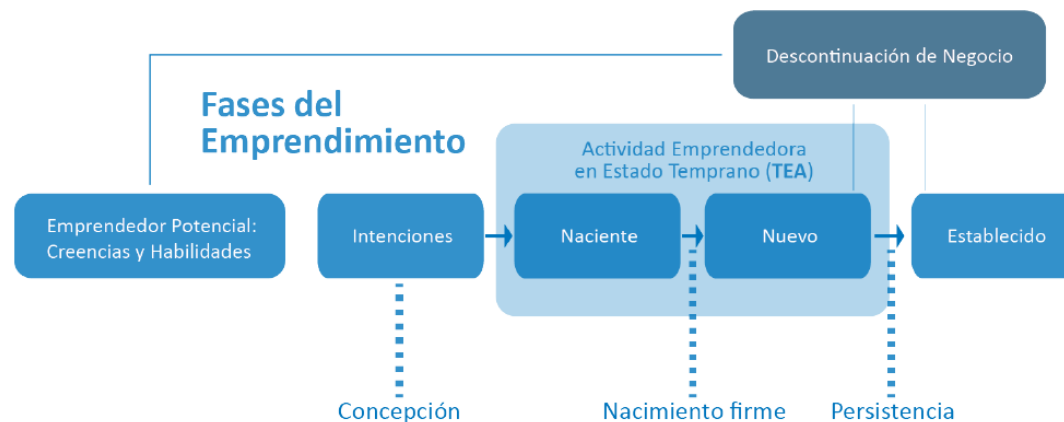 Descontinuación de Negocio
Fases del
Emprendimiento
Actividad Emprendedora
en Estado Temprano (TEA)
Emprendedor Potencial:
Creencias y Habilidades
Intenciones
Naciente
Nuevo
Establecido
Concepción
Nacimiento firme
Persistencia